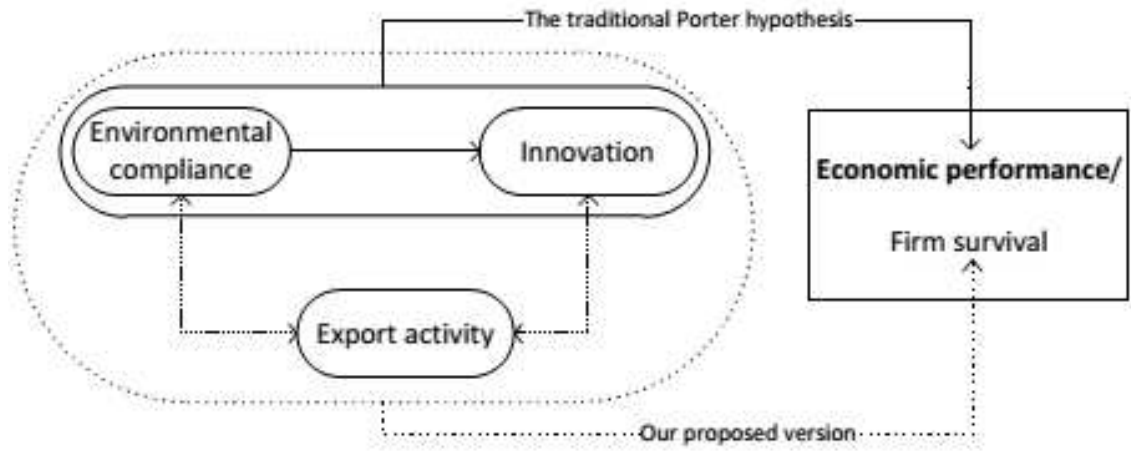 The traditional Porter hypothesis
Environmental
compliance
Innovation
Economic performance/
Firm survival
Export activity
Our proposed version